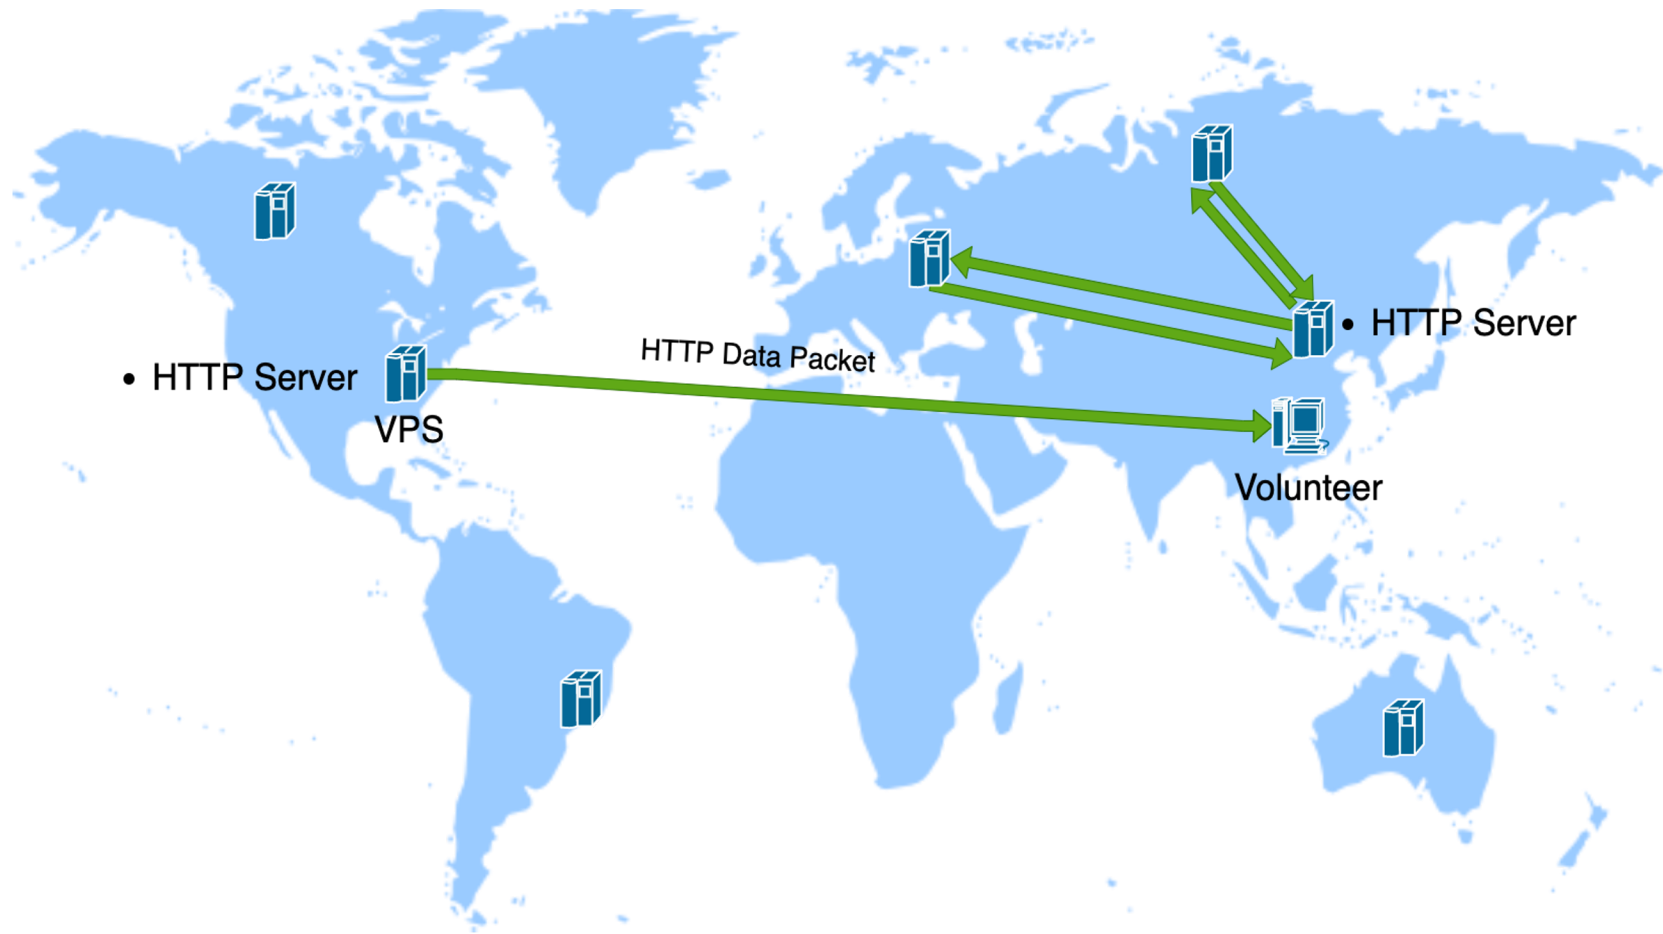 • HTTP Server
HTTP Data Packet
• HTTP Server
VPS
Volunteer